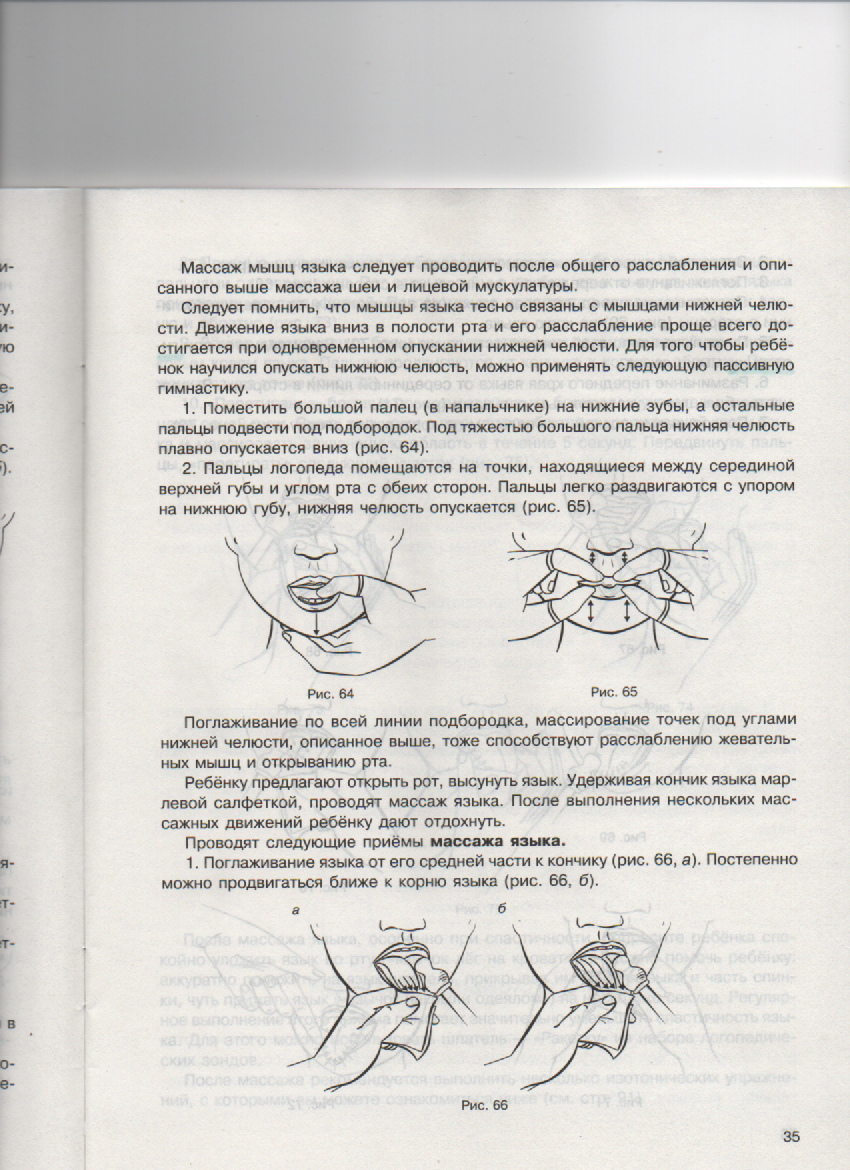 Массаж мышц языка следует проводить после общего расслабления и опи-
санного выше массажа шеи и лицевой мускулатуры.
Следует помнить, что мышцы языка тесно связаны с мышцами нижней челю-
сти. Движение языка вниз в полости рта и его расслабление проще всего до-
стигается при одновременном опускании нижней челюсти. Для того чтобы ребё-
нок научился опускать нижнюю челюсть, можно применять следующую пассивную
гимнастику.
1. Поместить большой палец (в напальчнике) на нижние зубы, а остальные
пальцы подвести под подбородок. Под тяжестью большого пальца нижняя челюсть
плавно опускается вниз (рис. 64).
2. Пальцы логопеда помещаются на точки, находящиеся между серединой
верхней губы и углом рта с обеих сторон. Пальцы легко раздвигаются с упором
на нижнюю губу, нижняя челюсть опускается (рис. 65).
Рис. 64
Рис. 65
Поглаживание по всей линии подбородка, массирование точек под углами
нижней челюсти, описанное выше, тоже способствуют расслаблению жеватель-
ных мышц и открыванию рта.
Ребёнку предлагают открыть рот, высунуть язык. Удерживая кончик языка мар-
левой салфеткой, проводят массаж языка. После выполнения нескольких мас-
сажных движений ребёнку дают отдохнуть.
Проводят следующие приёмы массажа языка.
1. Поглаживание языка от его средней части к кончику (рис. 66, а). Постепенно
можно продвигаться ближе к корню языка (рис. 66, б).
а
б
Рис. 66
35